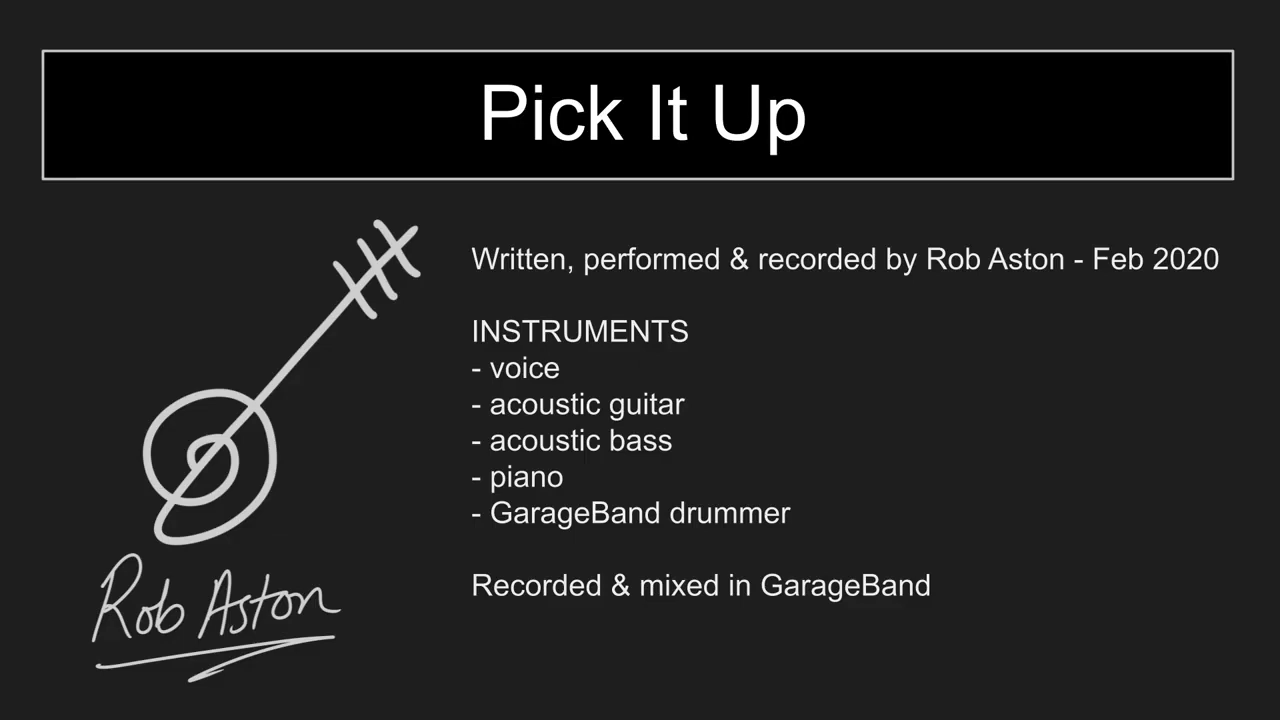 Pick It Up
Written, performed & recorded by Rob Aston - Feb 2020
INSTRUMENTS
- voice
- acoustic guitar
- acoustic bass
- piano
- GarageBand drummer
Recorded & mixed in GarageBand
Rob Aston